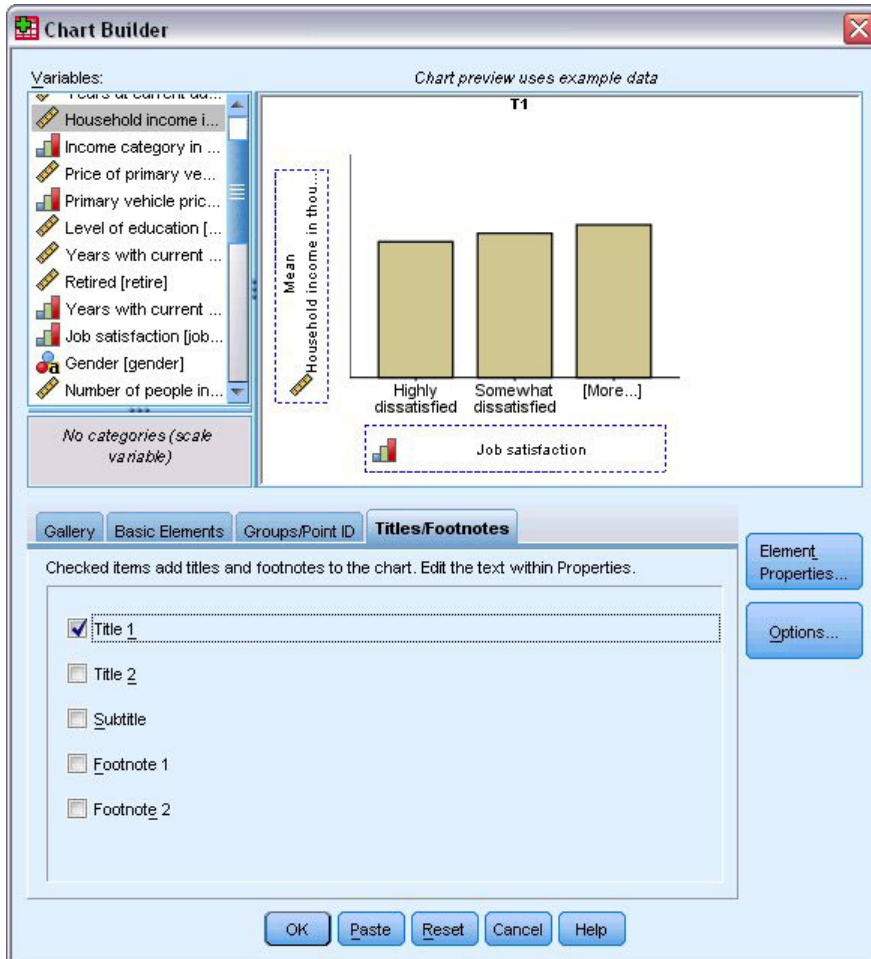 Chart Builder
Variables:
Chart preview uses example data
Household income i...
Income category in ...
Price of primary ve...
Primary vehicle pric...
Level of education [...
Years with current ...
Retired [retire]
Years with current ...
Job satisfaction [job...
Gender [gender]
Number of people in...
No categories (scale
variable)
T1
Mean
Household income in thou...
Highly
dissatisfied
Somewhat
dissatisfied
[More...]
Job satisfaction
Gallery
Basic Elements
Groups/Point ID
Titles/Footnotes
Checked items add titles and footnotes to the chart. Edit the text within Properties.
Title 1
Title 2
Subtitle
Footnote 1
Footnote 2
Element
Properties...
Options...
OK
Paste
Reset
Cancel
Help